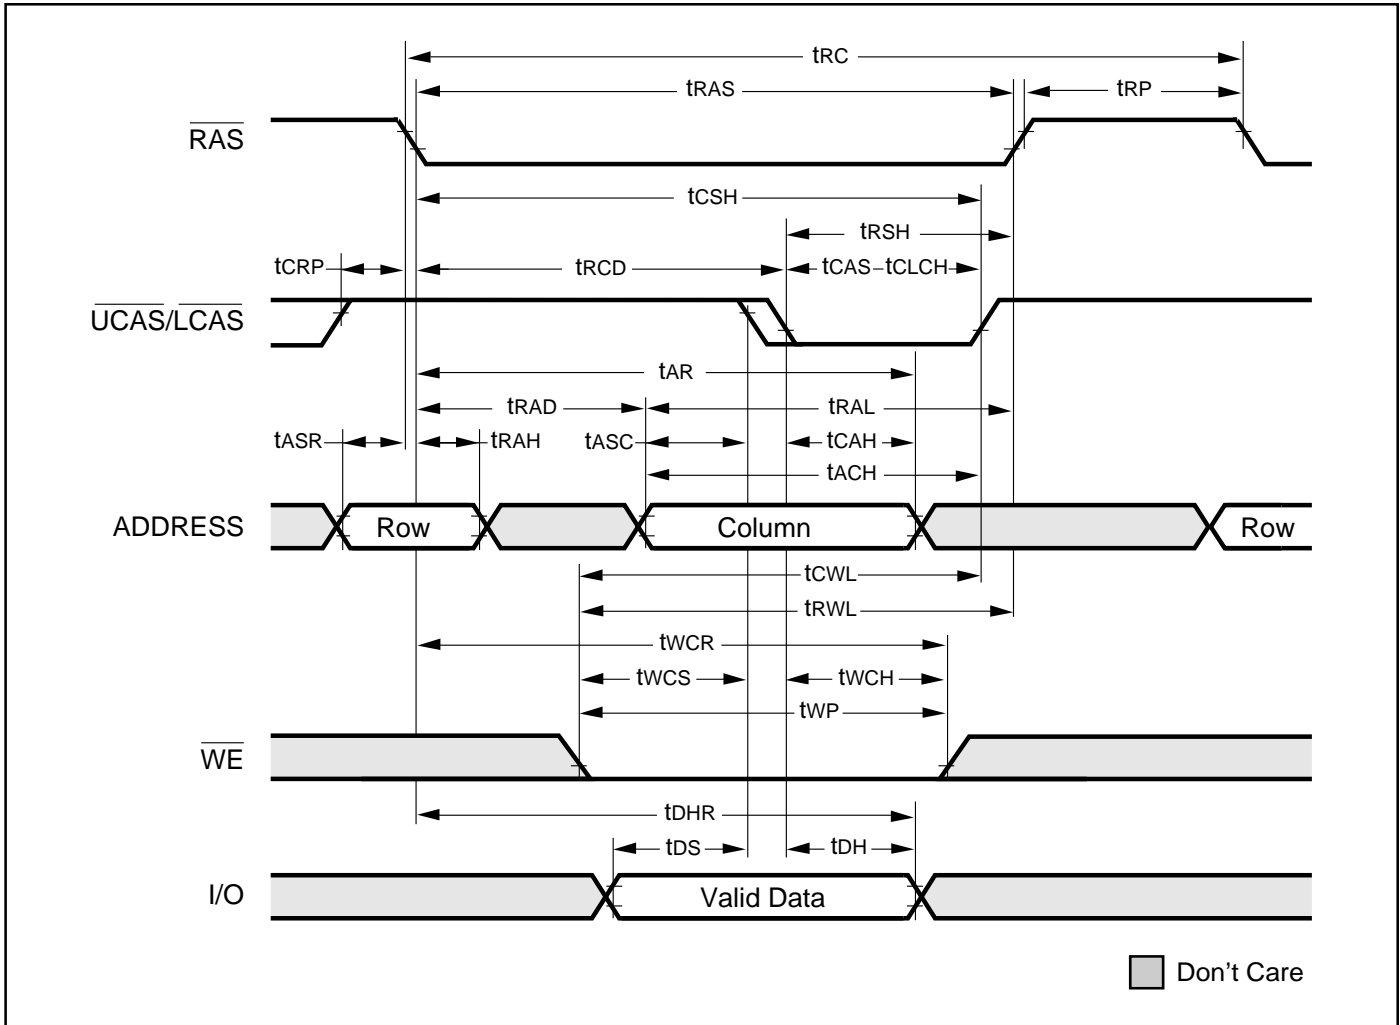 tRC
tRAS
tRP
RAS
tCSH
tRSH
tCRP
tRCD
tCAS
tCLCH
UCAS/LCAS
tAR
tRAD
tRAL
tASR
tRAH
tASC
tCAH
tACH
ADDRESS
Row
Column
Row
tCWL
tRWL
tWCR
tWCS
tWCH
tWP
WE
tDHR
tDS
tDH
I/O
Valid Data
Don't Care